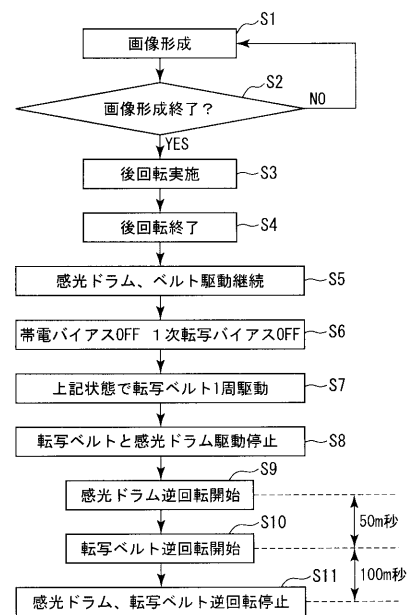 S1
画像形成
S2
画像形成終了?
NO
YES
後回転実施
S3
後回転終了
S4
感光ドラム、ベルト駆動継続
S5
帯電バイアスOFF 1次転写バイアスOFF
S6
上記状態で転写ベルト1周駆動
S7
転写ベルトと感光ドラム駆動停止
S8
S9
感光ドラム逆回転開始
50m秒
S10
転写ベルト逆回転開始
100m秒
S11
感光ドラム、転写ベルト逆回転停止